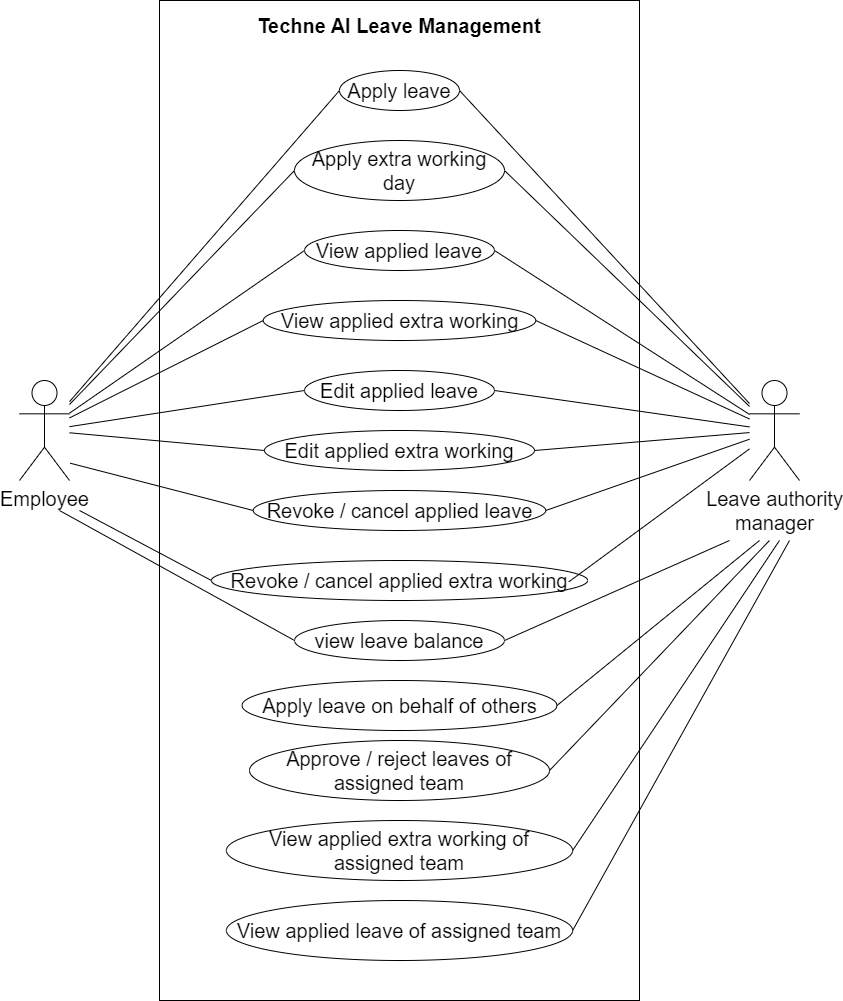 Techne AI Leave Management
Apply leave
Apply extra working
day
View applied leave
View applied extra working
Edit applied leave
Edit applied extra working
Employee
Leave authority
manager
Revoke / cancel applied leave
Revoke / cancel applied extra working
view leave balance
Apply leave on behalf of others
Approve / reject leaves of
assigned team
View applied extra working of
assigned team
View applied leave of assigned team